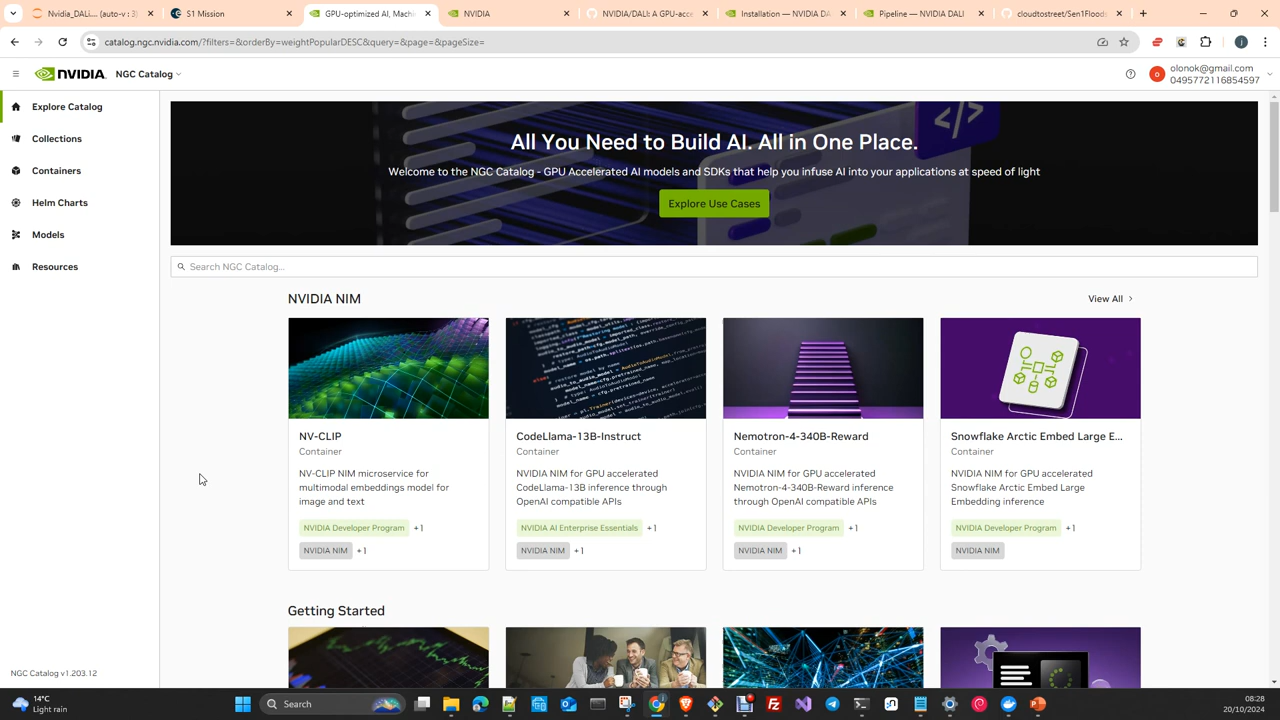 Nvidia_DALI... (auto-v : 3)
S1 Mission
GPU-optimized AI, Machin
NVIDIA
NVIDIA/DALI: A GPU-acce
Installation — NVIDIA DA
Pipeline — NVIDIA DALI
cloudtostreet/Sen1Floods
catalog.ngc.nvidia.com/?filters=&orderBy=weightPopularDESC&query=&page=&pageSize=
NVIDIA.
NGC Catalog
olonok@gmail.com
0495772116854597
Explore Catalog
Collections
Containers
Helm Charts
Models
Resources
All You Need to Build AI. All in One Place.
Welcome to the NGC Catalog - GPU Accelerated AI models and SDKs that help you infuse AI into your applications at speed of light
Explore Use Cases
Search NGC Catalog...
NVIDIA NIM
View All
NV-CLIP
Container
NV-CLIP NIM microservice for
multimodal embeddings model for
image and text
NVIDIA Developer Program + 1
NVIDIA NIM + 1
CodeLlama-13B-Instruct
Container
NVIDIA NIM for GPU accelerated
CodeLlama-13B inference through
OpenAI compatible APIs
NVIDIA AI Enterprise Essentials + 1
NVIDIA NIM + 1
Nemotron-4-340B-Reward
Container
NVIDIA NIM for GPU accelerated
Nemotron-4-340B-Reward inference
through OpenAI compatible APIs
NVIDIA Developer Program + 1
NVIDIA NIM + 1
Snowflake Arctic Embed Large E...
Container
NVIDIA NIM for GPU accelerated
Snowflake Arctic Embed Large
Embedding inference
NVIDIA Developer Program + 1
NVIDIA NIM
Getting Started
NGC Catalog v1.203.12
14°C
Light rain
Search
08:28
20/10/2024